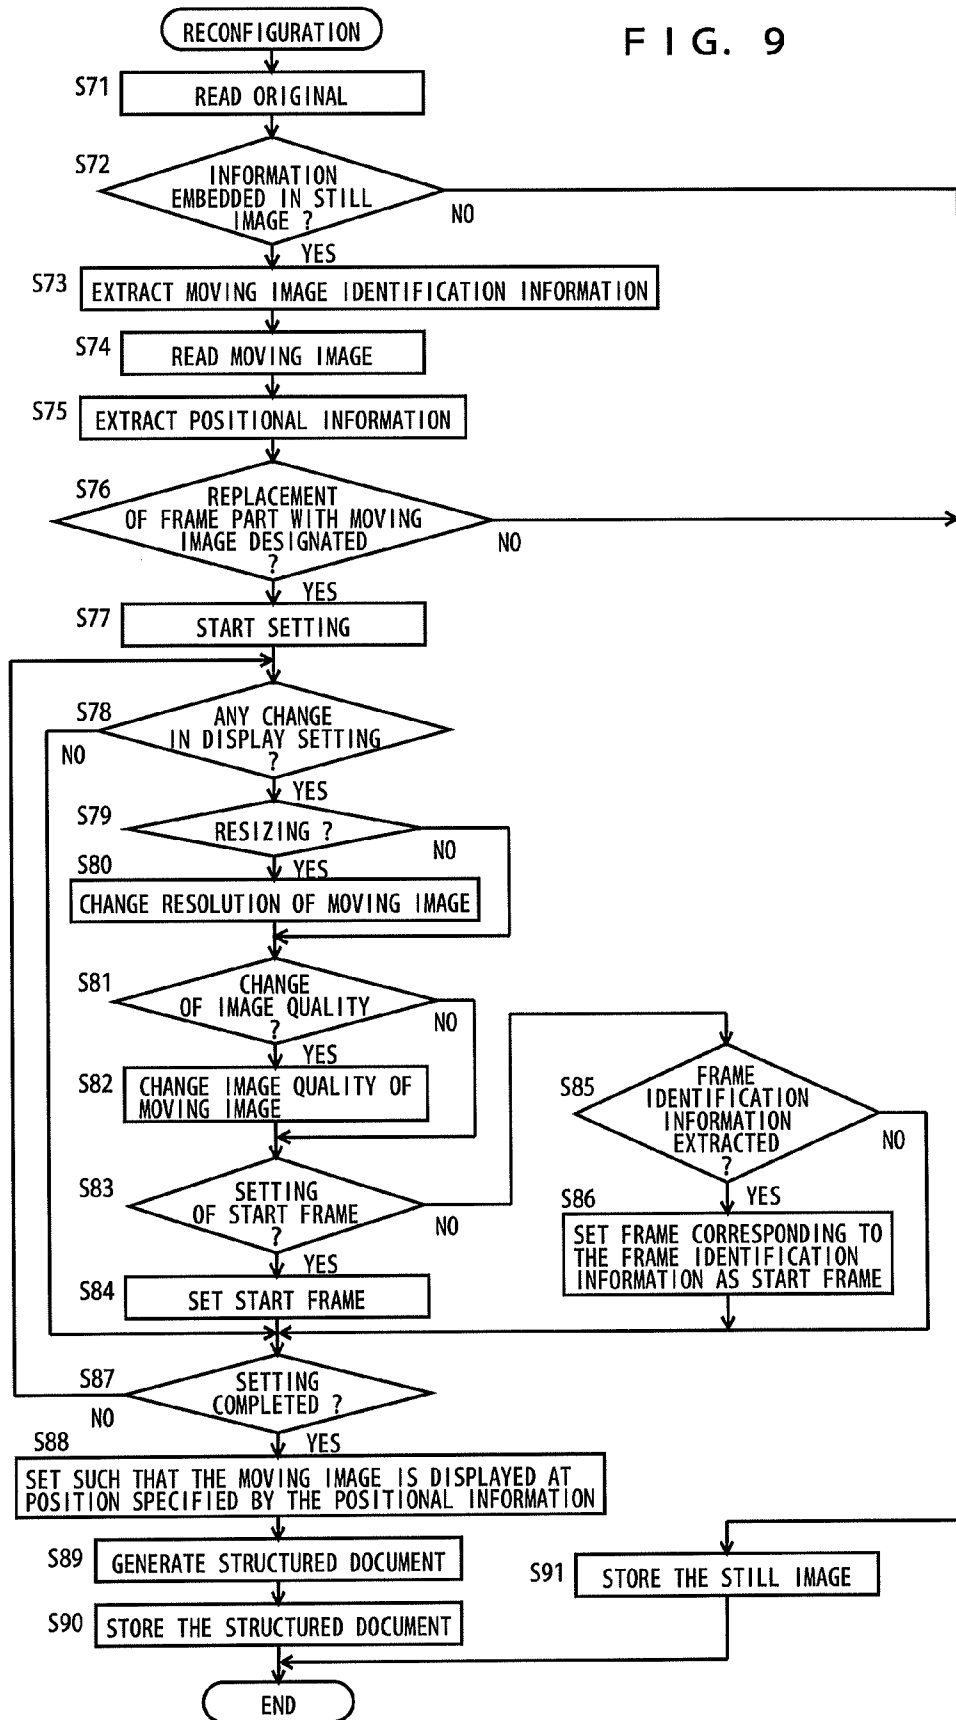 RECONFIGURATION
F I G. 9
S71
READ ORIGINAL
S72
INFORMATION
EMBEDDED IN STILL
IMAGE ?
NO
YES
S73
EXTRACT MOVING IMAGE IDENTIFICATION INFORMATION
S74
READ MOVING IMAGE
S75
EXTRACT POSITIONAL INFORMATION
S76
REPLACEMENT
OF FRAME PART WITH MOVING
IMAGE DESIGNATED
?
NO
YES
S77
START SETTING
S78
ANY CHANGE
IN DISPLAY SETTING
?
NO
YES
S79
RESIZING ?
NO
YES
S80
CHANGE RESOLUTION OF MOVING IMAGE
S81
CHANGE
OF IMAGE QUALITY
?
NO
YES
S82
CHANGE IMAGE QUALITY OF
MOVING IMAGE
S83
SETTING
OF START FRAME
?
NO
YES
S84
SET START FRAME
S85
FRAME
IDENTIFICATION
INFORMATION
EXTRACTED
?
NO
YES
S86
SET FRAME CORRESPONDING TO
THE FRAME IDENTIFICATION
INFORMATION AS START FRAME
S87
SETTING
COMPLETED ?
NO
YES
S88
SET SUCH THAT THE MOVING IMAGE IS DISPLAYED AT
POSITION SPECIFIED BY THE POSITIONAL INFORMATION
S89
GENERATE STRUCTURED DOCUMENT
S90
STORE THE STRUCTURED DOCUMENT
S91
STORE THE STILL IMAGE
END